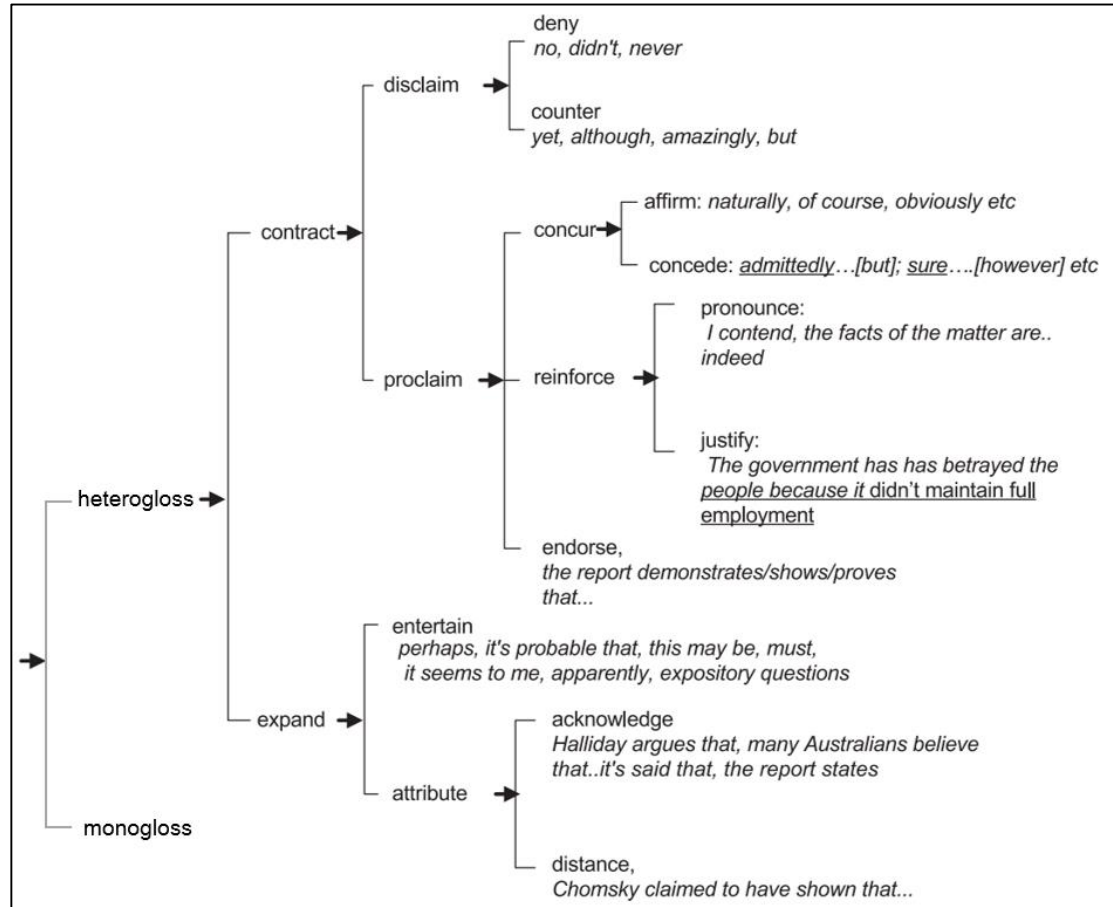 deny
no, didn't, never
disclaim
counter
yet, although, amazingly, but
affirm: naturally, of course, obviously etc
contract
concur
concede: admittedly…[but]; sure….[however] etc
pronounce:
I contend, the facts of the matter are..
indeed
proclaim
reinforce
justify:
The government has has betrayed the
people because it didn't maintain full
employment
heterogloss
endorse,
the report demonstrates/shows/proves
that...
entertain
perhaps, it's probable that, this may be, must,
it seems to me, apparently, expository questions
expand
acknowledge
Halliday argues that, many Australians believe
that..it's said that, the report states
attribute
monogloss
distance,
Chomsky claimed to have shown that...